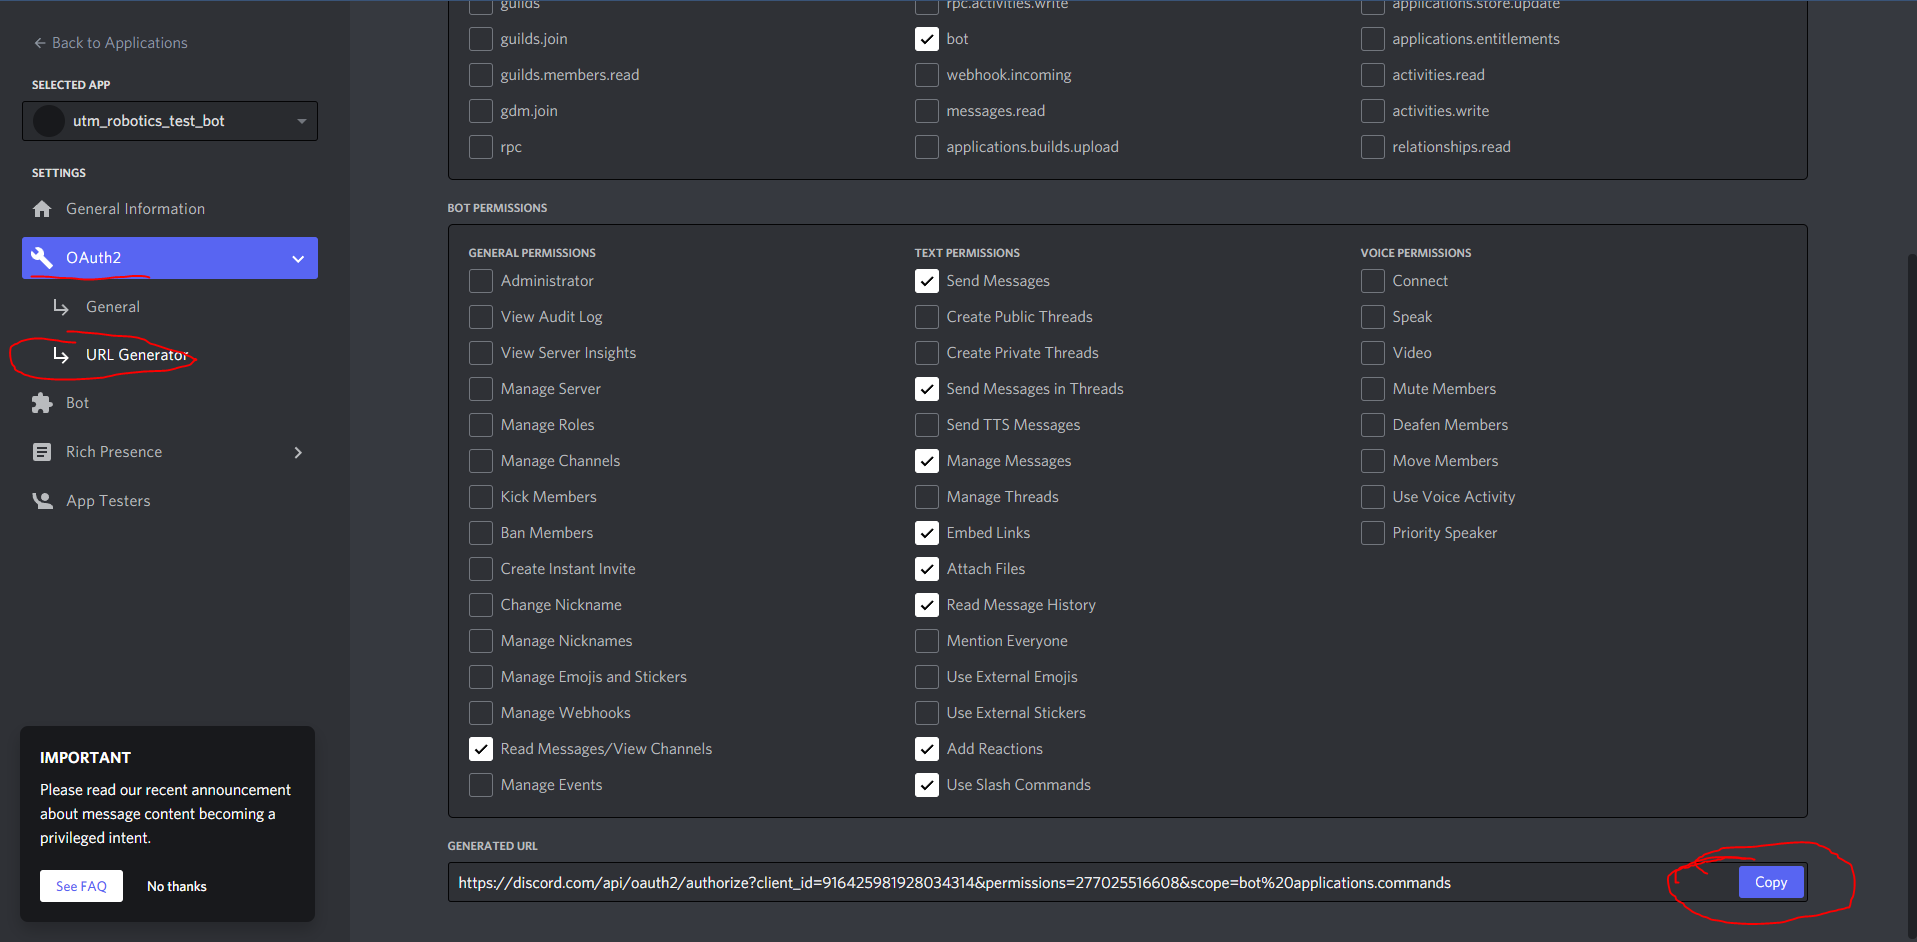 ← Back to Applications
SELECTED APP
utm_robotics_test_bot
SETTINGS
General Information
OAuth2
General
URL Generator
Bot
Rich Presence
App Testers
IMPORTANT
Please read our recent announcement
about message content becoming a
privileged intent.
See FAQ No thanks
guilds rpc.activities.write applications.store.update
guilds.join bot applications.entitlements
guilds.members.read webhook.incoming activities.read
gdm.join messages.read activities.write
rpc applications.builds.upload relationships.read
BOT PERMISSIONS
GENERAL PERMISSIONS
Administrator
View Audit Log
View Server Insights
Manage Server
Manage Roles
Manage Channels
Kick Members
Ban Members
Create Instant Invite
Change Nickname
Manage Nicknames
Manage Emojis and Stickers
Manage Webhooks
Read Messages/View Channels
Manage Events
TEXT PERMISSIONS
Send Messages
Create Public Threads
Create Private Threads
Send Messages in Threads
Send TTS Messages
Manage Messages
Manage Threads
Embed Links
Attach Files
Read Message History
Mention Everyone
Use External Emojis
Use External Stickers
Add Reactions
Use Slash Commands
VOICE PERMISSIONS
Connect
Speak
Video
Mute Members
Deafen Members
Move Members
Use Voice Activity
Priority Speaker
GENERATED URL
https://discord.com/api/oauth2/authorize?client_id=916425981928034314&permissions=277025516608&scope=bot%20applications.commands
Copy